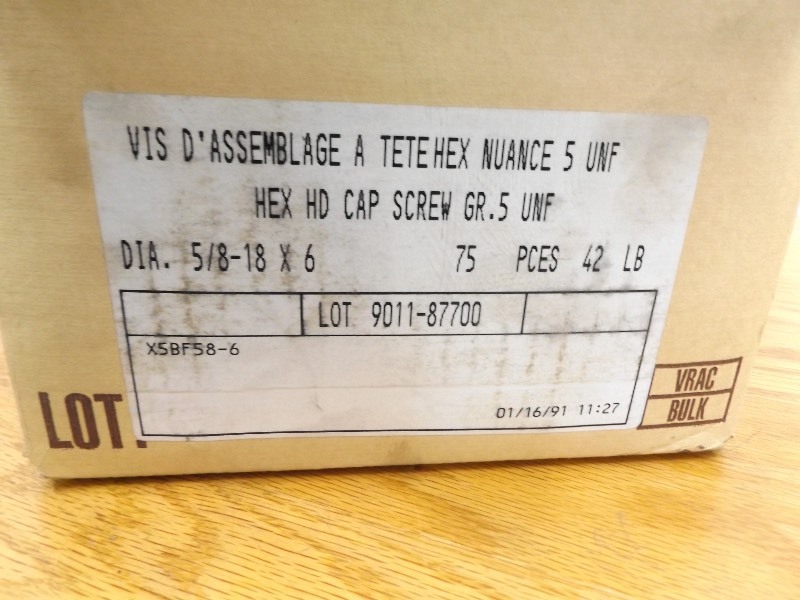 VIS D'ASSEMBLAGE A TETE HEX NUANCE 5 UNF
HEX HD CAP SCREW GR.5 UNF
DIA. 5/8-18 X 6 75 PCES 42 LB
LOT 9011-87700
X5BF58-6
01/16/91 11:27
LOT.
VRAC
BULK